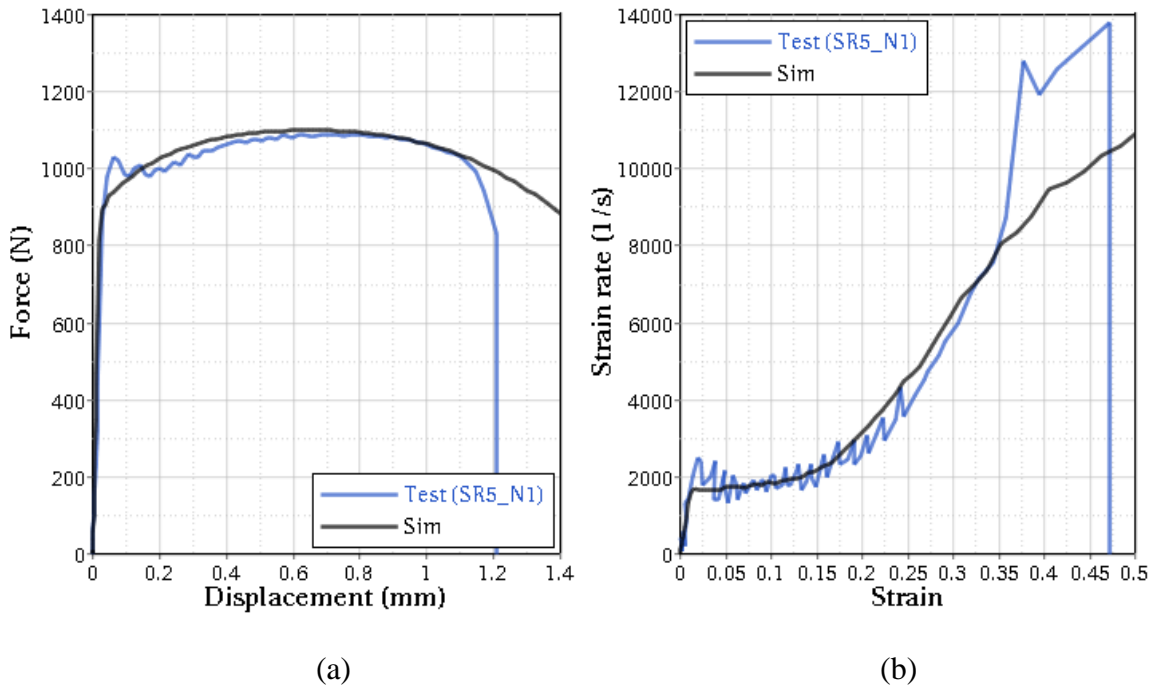 1400
1200
1000
800
600
400
200
0
Force (N)
0 0.2 0.4 0.6 0.8 1 1.2 1.4
Displacement (mm)
Test (SR5_N1)
Sim
(a)
14000
12000
10000
8000
6000
4000
2000
0
Strain rate (1/s)
0 0.05 0.1 0.15 0.2 0.25 0.3 0.35 0.4 0.45 0.5
Strain
Test (SR5_N1)
Sim
(b)